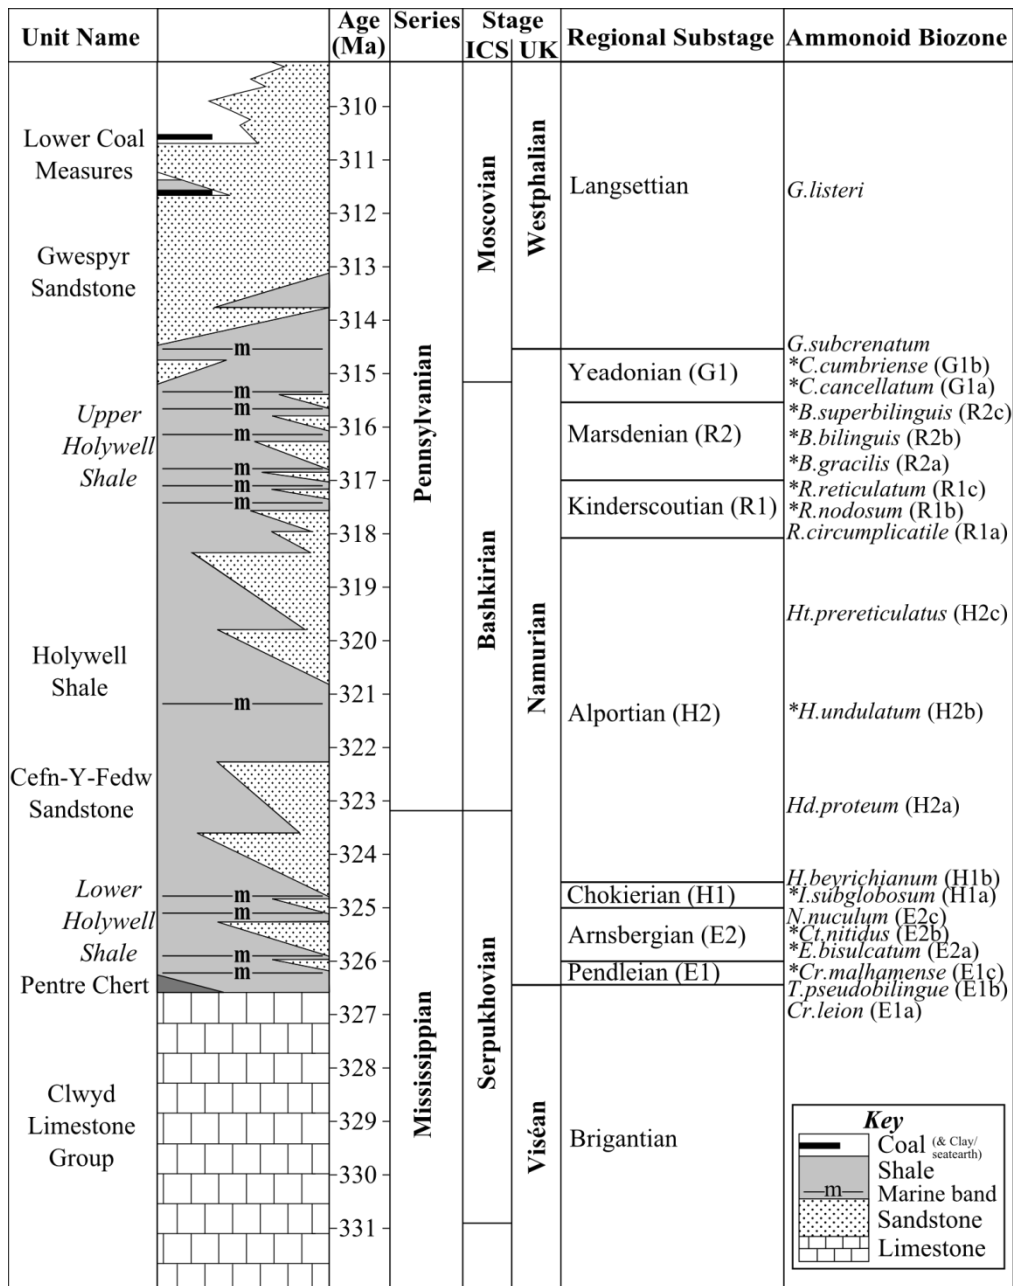 Unit Name
Age
(Ma)
Series
Stage
ICS
UK
Regional Substage
Ammonoid Biozone
Lower Coal
Measures
Gwespyr
Sandstone
Upper
Holywell
Shale
Holywell
Shale
Cefn-Y-Fedw
Sandstone
Lower
Holywell
Shale
Pentre Chert
Clwyd
Limestone
Group
m
m
m
m
m
m
m
m
m
m
m
m
310
311
312
313
314
315
316
317
318
319
320
321
322
323
324
325
326
327
328
329
330
331
Pennsylvanian
Mississippian
Moscovian
Bashkirian
Serpukhovian
Westphalian
Namurian
Viséan
Langsettian
Yeadonian (G1)
Marsdenian (R2)
Kinderscoutian (R1)
Alportian (H2)
Chokierian (H1)
Arnsbergian (E2)
Pendleian (E1)
Brigantian
G.listeri
G.subcrenatum
*C.cumbriense (G1b)
*C.cancellatum (G1a)
*B.superbilinguis (R2c)
*B.bilinguis (R2b)
*B.gracilis (R2a)
*R.reticulatum (R1c)
*R.nodosum (R1b)
R.circumplicatile (R1a)
Ht.prereticulatus (H2c)
*H.undulatum (H2b)
Hd.proteum (H2a)
H.beyrichianum (H1b)
*I.subglobosum (H1a)
N.nuculum (E2c)
*Ct.nitidus (E2b)
*E.bisulcatum (E2a)
*Cr.malhamense (E1c)
T.pseudobilingue (E1b)
Cr.leion (E1a)
Key
Coal (& Clay/
seatearth)
Shale
m
Marine band
Sandstone
Limestone